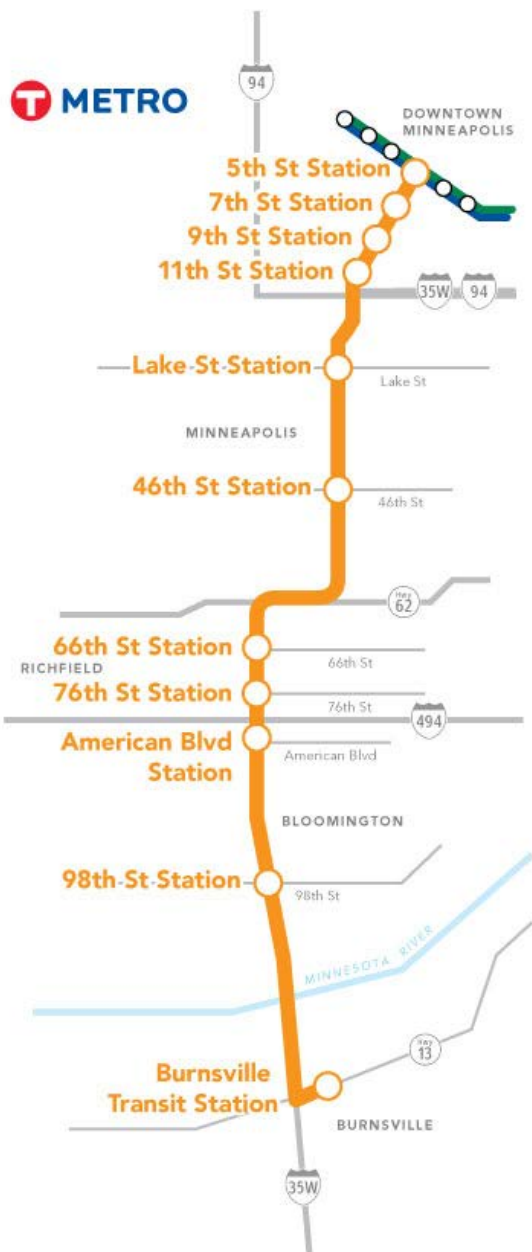 94
T METRO
DOWNTOWN
MINNEAPOLIS
5th St Station
7th St Station
9th St Station
11th St Station
35W
94
Lake St Station
Lake St
MINNEAPOLIS
46th St Station
46th St
Hwy
62
66th St Station
66th St
RICHFIELD
76th St Station
76th St
494
American Blvd
Station
American Blvd
BLOOMINGTON
98th St Station
98th St
MINNESOTA RIVER
Hwy
13
Burnsville
Transit Station
BURNSVILLE
35W